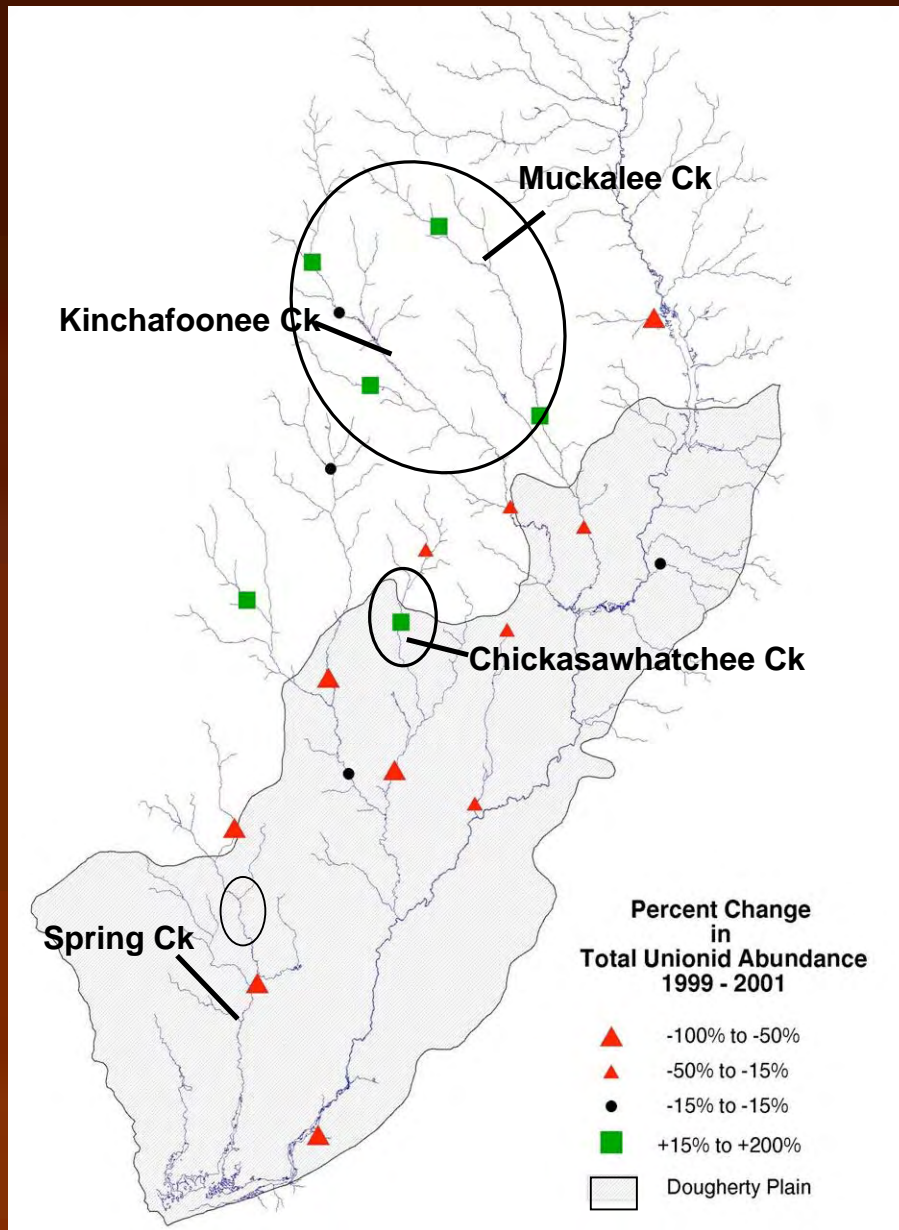 Muckalee Ck
Kinchafoonee Ck
Chickasawhatchee Ck
Spring Ck
Percent Change
in
Total Unionid Abundance
1999 - 2001
-100% to -50%
-50% to -15%
-15% to -15%
+15% to +200%
Dougherty Plain